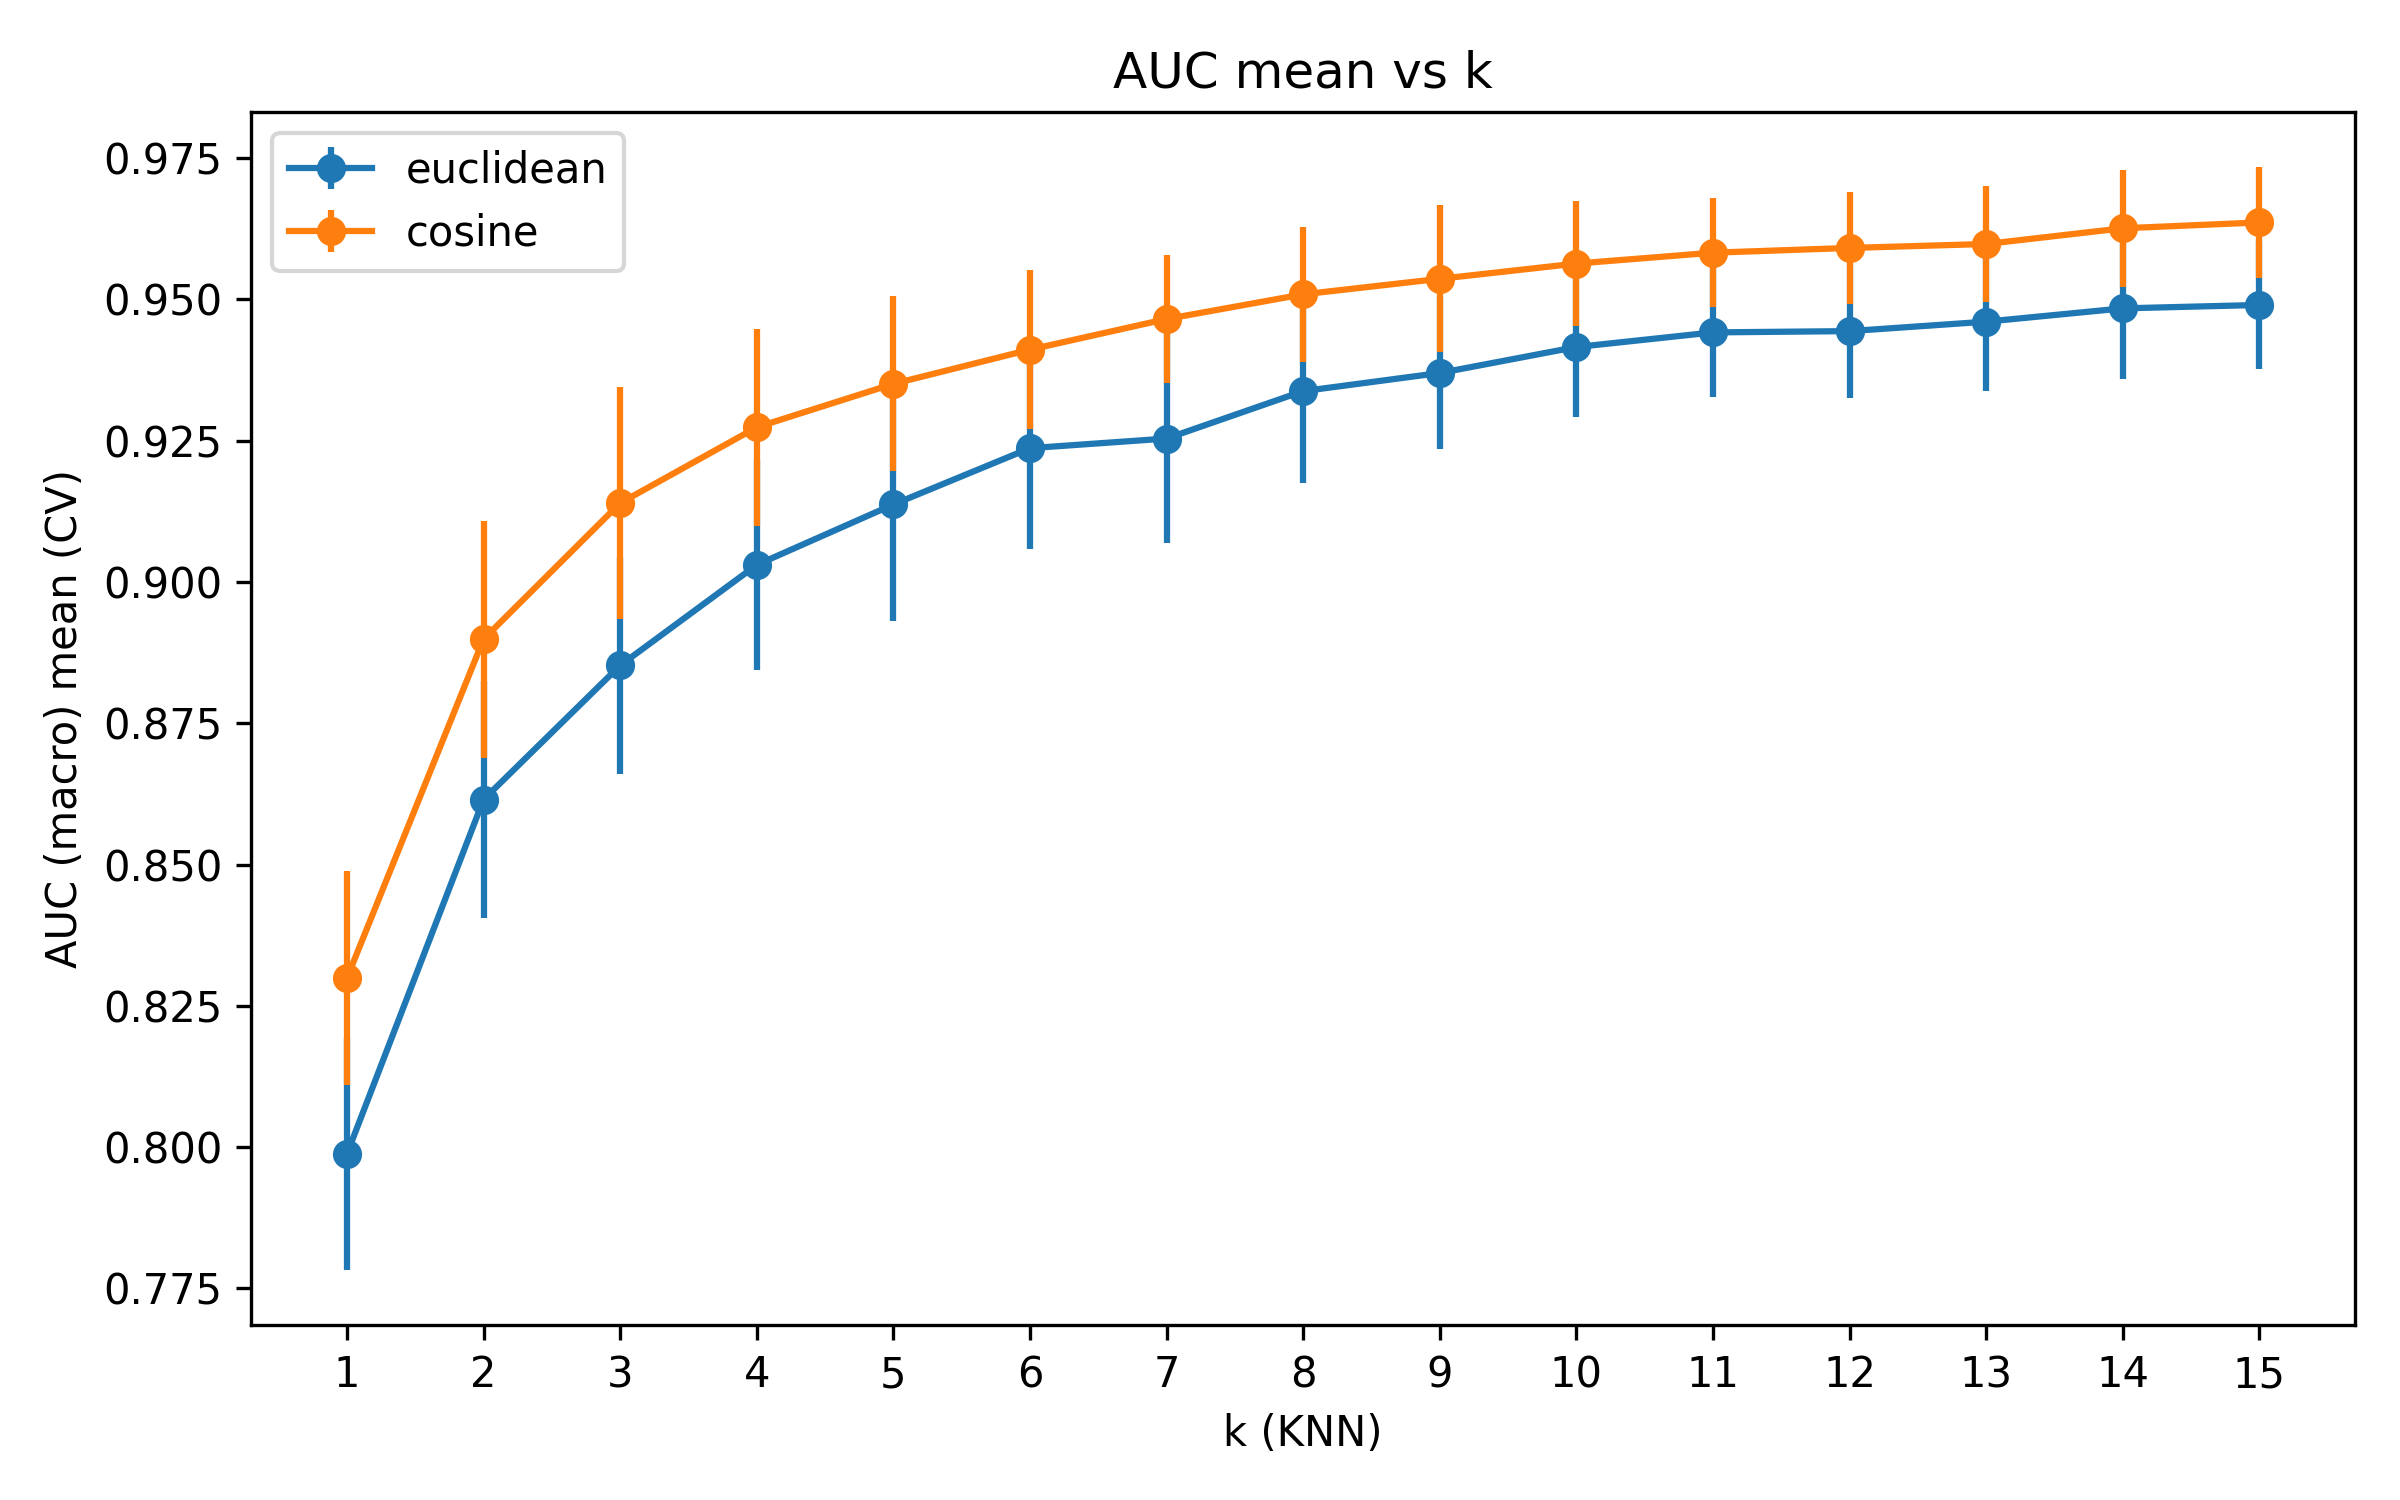 AUC mean vs k
euclidean
cosine
AUC (macro) mean (CV)
0.975
0.950
0.925
0.900
0.875
0.850
0.825
0.800
0.775
1 2 3 4 5 6 7 8 9 10 11 12 13 14 15
k (KNN)